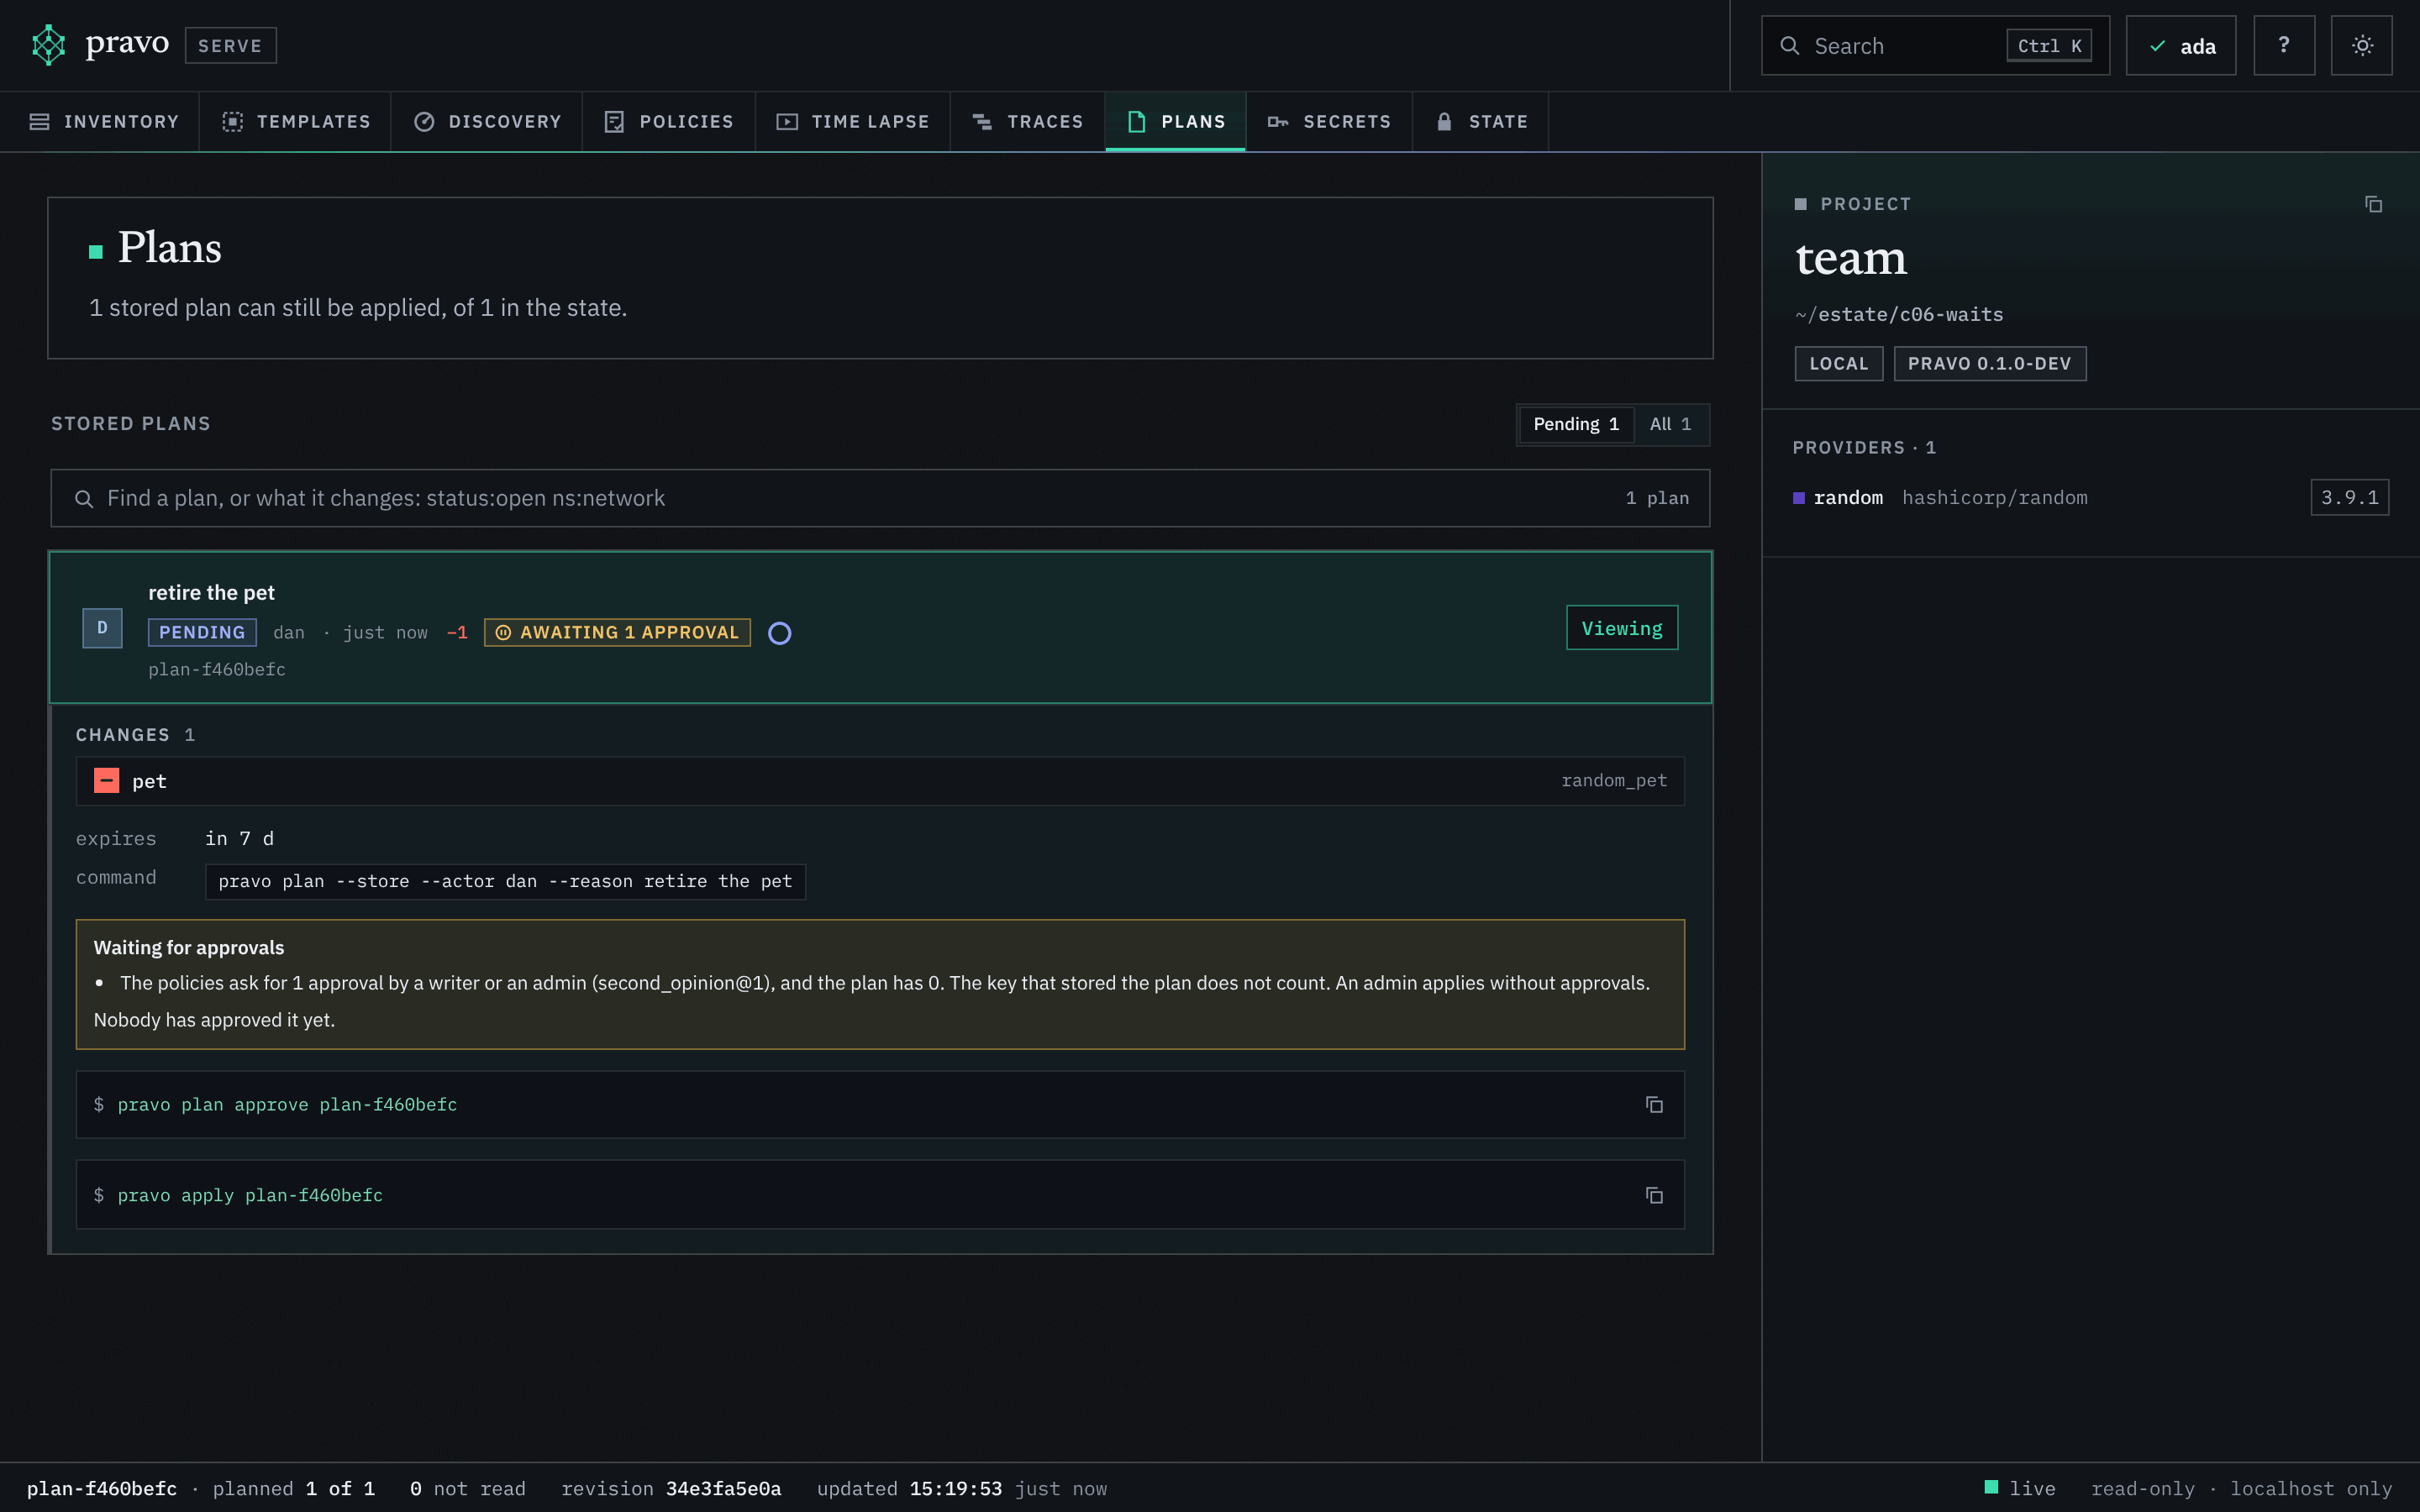 pravo SERVE
Search Ctrl K
ada
?
INVENTORY TEMPLATES DISCOVERY POLICIES TIME LAPSE TRACES PLANS SECRETS STATE
Plans
1 stored plan can still be applied, of 1 in the state.
STORED PLANS
Pending 1 All 1
Find a plan, or what it changes: status:open ns:network 1 plan
D
retire the pet
PENDING dan · just now −1 AWAITING 1 APPROVAL
plan-f460befc
Viewing
CHANGES 1
pet random_pet
expires in 7 d
command pravo plan --store --actor dan --reason retire the pet
Waiting for approvals
• The policies ask for 1 approval by a writer or an admin (second_opinion@1), and the plan has 0. The key that stored the plan does not count. An admin applies without approvals.
Nobody has approved it yet.
$ pravo plan approve plan-f460befc
$ pravo apply plan-f460befc
PROJECT
team
~/estate/c06-waits
LOCAL PRAVO 0.1.0-DEV
PROVIDERS · 1
random hashicorp/random 3.9.1
plan-f460befc · planned 1 of 1 0 not read revision 34e3fa5e0a updated 15:19:53 just now
live read-only · localhost only